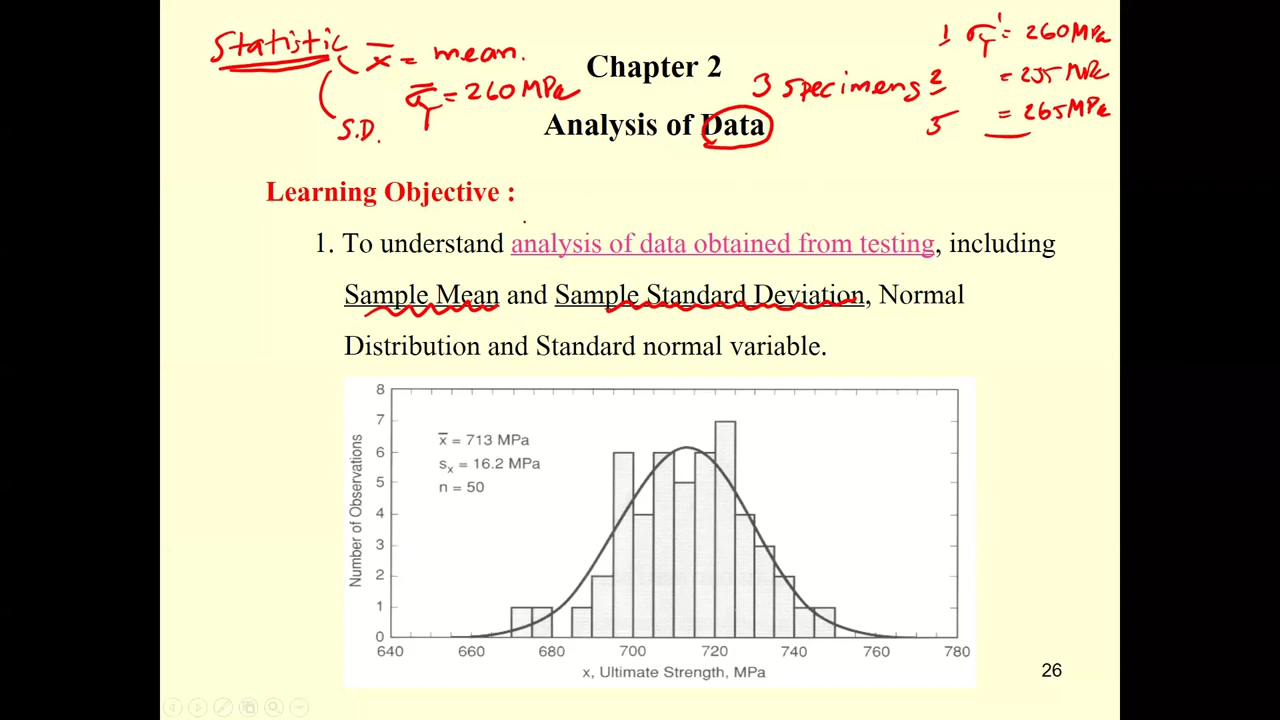 Statistic
x̄ = mean.
σ̄_Y = 260 MPa
S.D.
3 specimens
1 σ_Y' = 260 MPa
2 = 255 MPa
3 = 265 MPa
Chapter 2
Analysis of Data
Learning Objective :
1. To understand analysis of data obtained from testing, including
Sample Mean and Sample Standard Deviation, Normal
Distribution and Standard normal variable.
8
7
6
5
4
3
2
1
0
Number of Observations
x̄ = 713 MPa
sₓ = 16.2 MPa
n = 50
640 660 680 700 720 740 760 780
x, Ultimate Strength, MPa
26